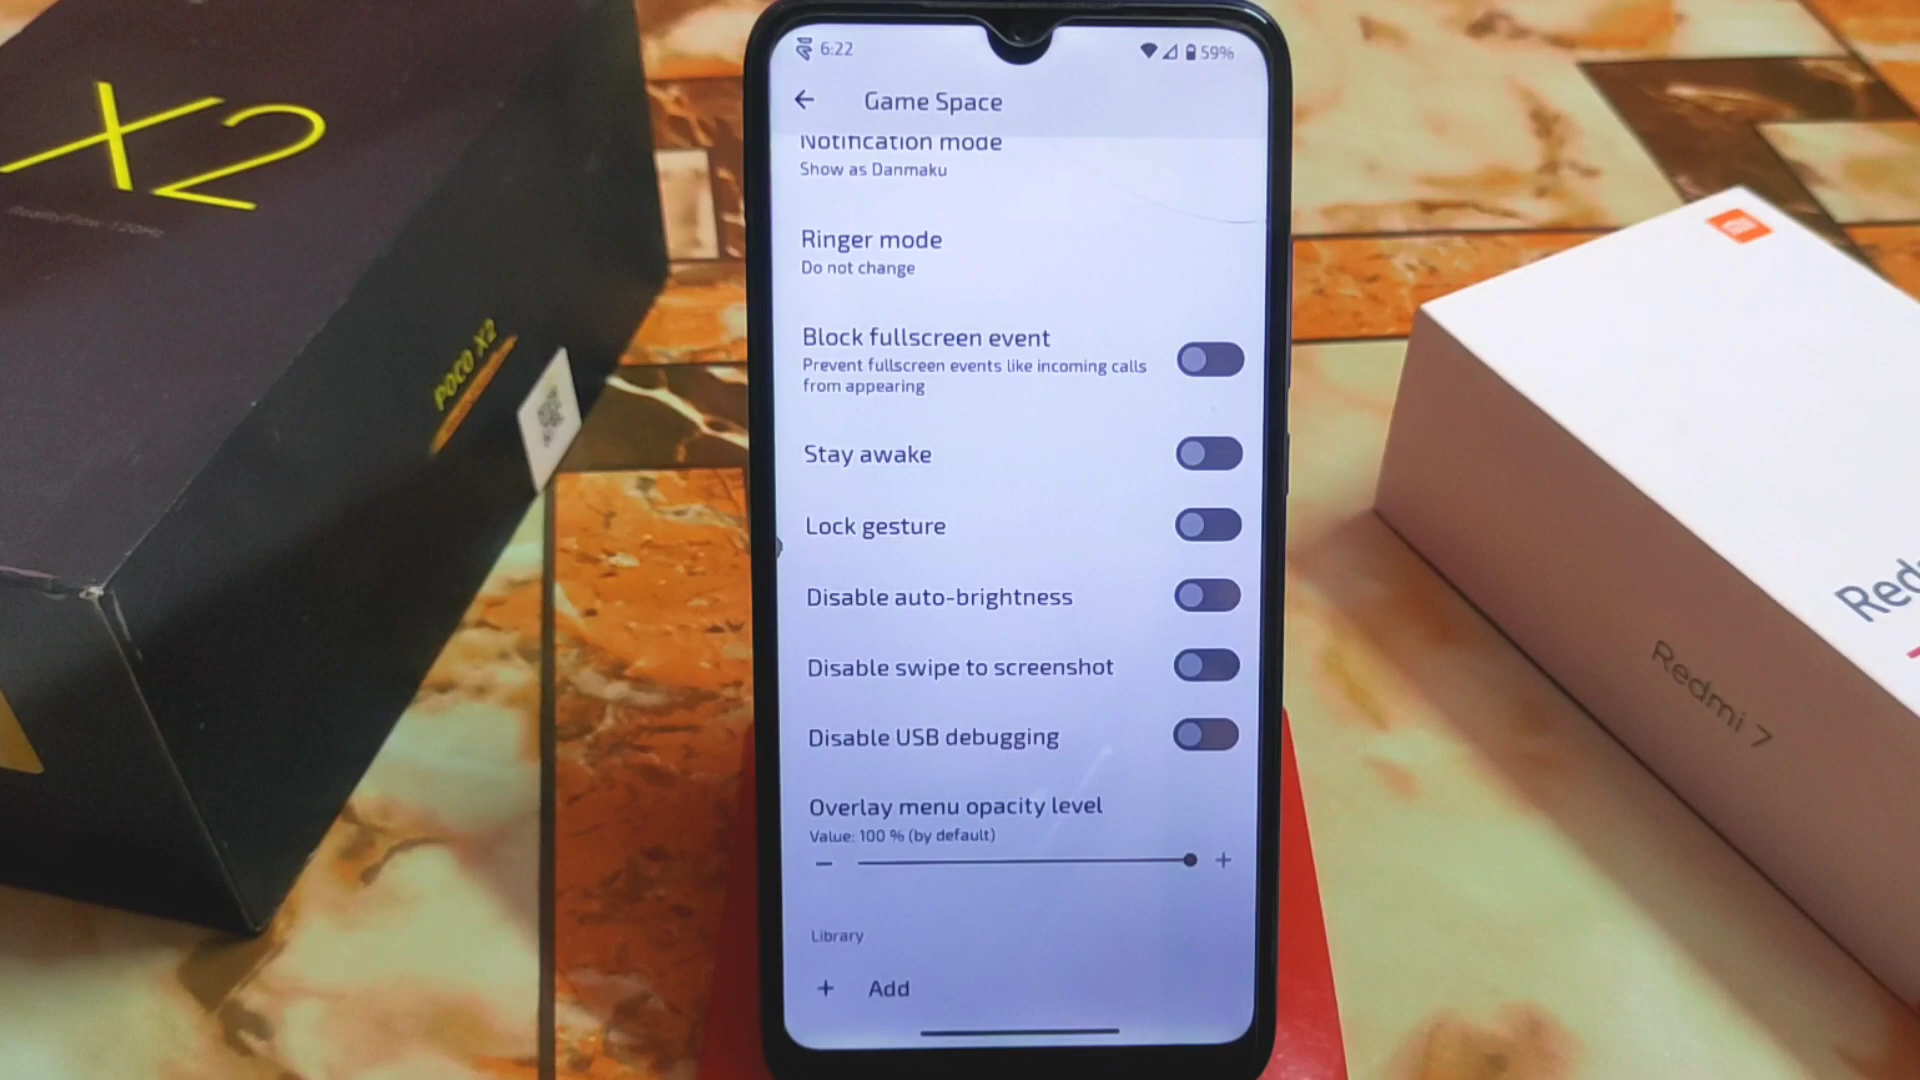 X2
POCO X2
6:22
59%
Game Space
Notification mode
Show as Danmaku
Ringer mode
Do not change
Block fullscreen event
Prevent fullscreen events like incoming calls
from appearing
Stay awake
Lock gesture
Disable auto-brightness
Disable swipe to screenshot
Disable USB debugging
Overlay menu opacity level
Value: 100 % (by default)
Library
+ Add
Redmi 7